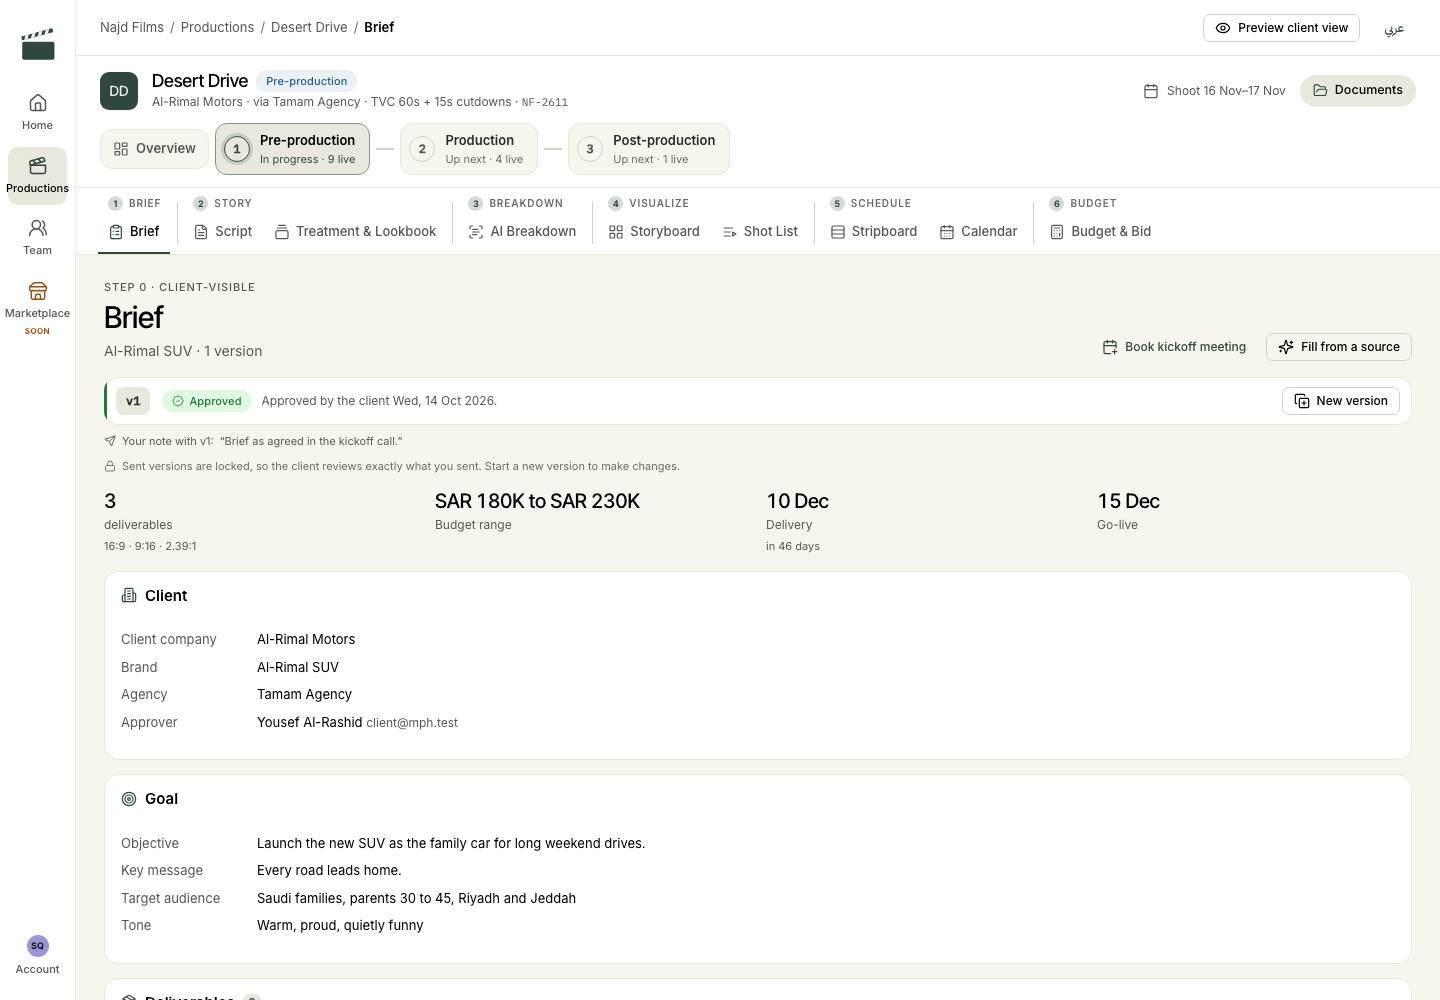 Najd Films / Productions / Desert Drive / Brief
Preview client view
عربي
Home
Productions
Team
Marketplace
SOON
SQ
Account
DD
Desert Drive
Pre-production
Al-Rimal Motors · via Tamam Agency · TVC 60s + 15s cutdowns · NF-2611
Shoot 16 Nov–17 Nov
Documents
Overview
1
Pre-production
In progress · 9 live
2
Production
Up next · 4 live
3
Post-production
Up next · 1 live
1 BRIEF
Brief
2 STORY
Script
Treatment & Lookbook
3 BREAKDOWN
AI Breakdown
4 VISUALIZE
Storyboard
Shot List
5 SCHEDULE
Stripboard
Calendar
6 BUDGET
Budget & Bid
STEP 0 · CLIENT-VISIBLE
Brief
Al-Rimal SUV · 1 version
Book kickoff meeting
Fill from a source
v1
Approved
Approved by the client Wed, 14 Oct 2026.
New version
Your note with v1: “Brief as agreed in the kickoff call.”
Sent versions are locked, so the client reviews exactly what you sent. Start a new version to make changes.
3
deliverables
16:9 · 9:16 · 2.39:1
SAR 180K to SAR 230K
Budget range
10 Dec
Delivery
in 46 days
15 Dec
Go-live
Client
Client company Al-Rimal Motors
Brand Al-Rimal SUV
Agency Tamam Agency
Approver Yousef Al-Rashid client@mph.test
Goal
Objective Launch the new SUV as the family car for long weekend drives.
Key message Every road leads home.
Target audience Saudi families, parents 30 to 45, Riyadh and Jeddah
Tone Warm, proud, quietly funny
Deliverables